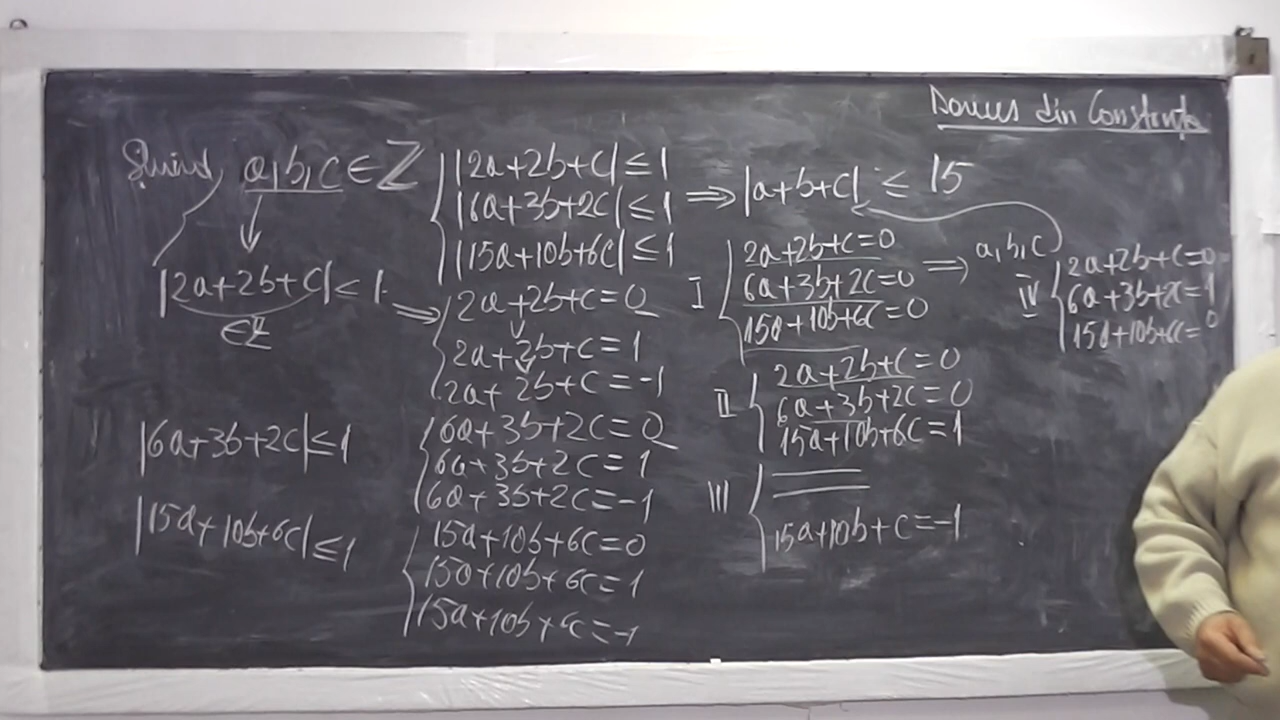 Domus din Constanța
Știind a,b,c ∈ ℤ
|2a+2b+c| ≤ 1
|6a+3b+2c| ≤ 1
|15a+10b+6c| ≤ 1
⇒ |a+b+c| ≤ 15
|2a+2b+c| ≤ 1
∈ ℤ
⇒
2a+2b+c=0
2a+2b+c=1
2a+2b+c=-1
|6a+3b+2c| ≤ 1
6a+3b+2c=0
6a+3b+2c=1
6a+3b+2c=-1
|15a+10b+6c| ≤ 1
15a+10b+6c=0
15a+10b+6c=1
15a+10b+6c=-1
I
2a+2b+c=0
6a+3b+2c=0
15a+10b+6c=0
⇒ a,b,c
II
2a+2b+c=0
6a+3b+2c=0
15a+10b+6c=1
III
15a+10b+c=-1
IV
2a+2b+c=0
6a+3b+2c=1
15a+10b+6c=0